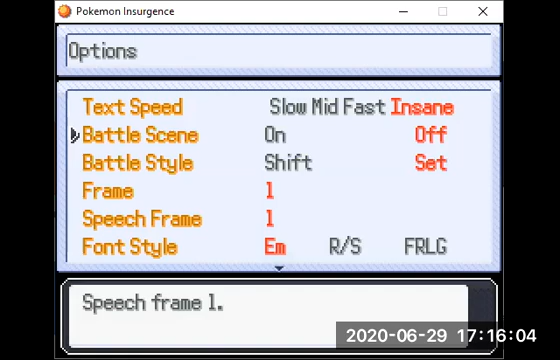 Pokemon Insurgence
Options
Text Speed Slow Mid Fast Insane
Battle Scene On Off
Battle Style Shift Set
Frame 1
Speech Frame 1
Font Style Em R/S FRLG
Speech frame 1.
2020-06-29 17:16:04